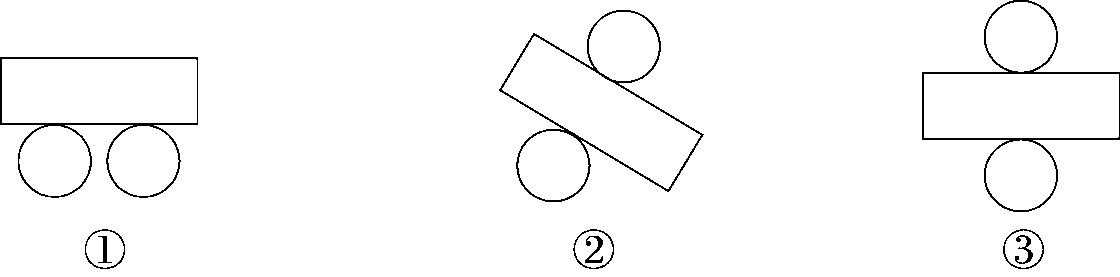 ① ② ③